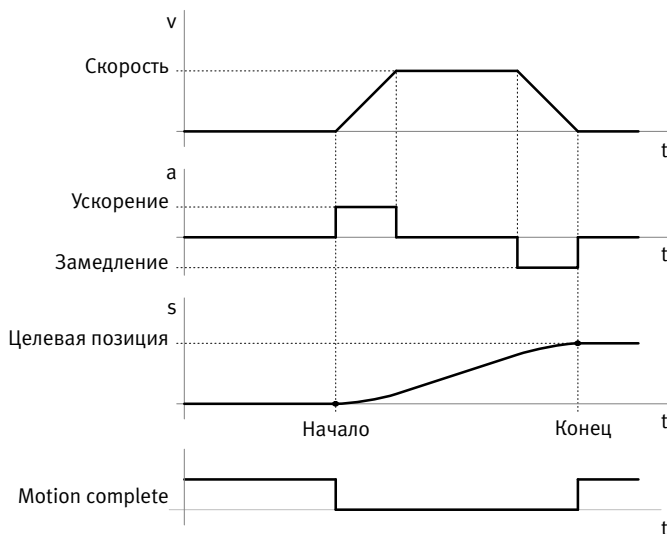 v
Скорость
t
a
Ускорение
t
Замедление
s
Целевая позиция
t
Начало Конец
Motion complete
t